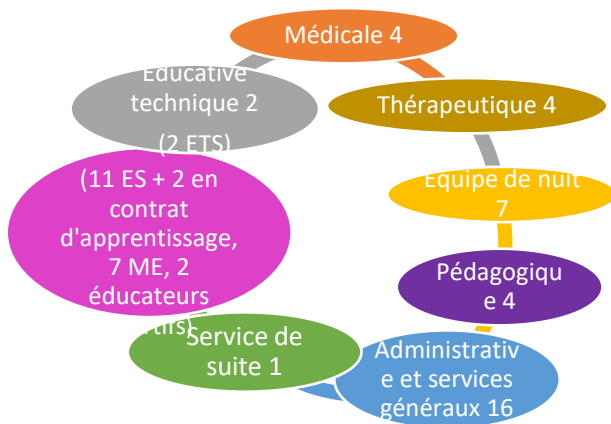 Médicale 4
Thérapeutique 4
Equipe de nuit
7
Pédagogiqu
e 4
Administrativ
e et services
généraux 16
Service de
suite 1
(11 ES + 2 en
contrat
d'apprentissage,
7 ME, 2
éducateurs
Educative
technique 2
(2 ETS)